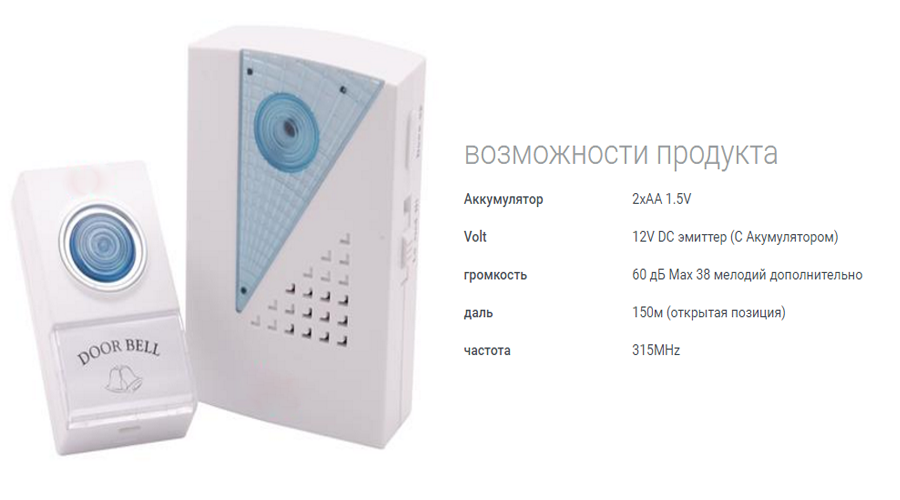 DOOR BELL
возможности продукта
Аккумулятор 2xAA 1.5V
Volt 12V DC эмиттер (С Акумулятором)
громкость 60 дБ Max 38 мелодий дополнительно
даль 150м (открытая позиция)
частота 315MHz